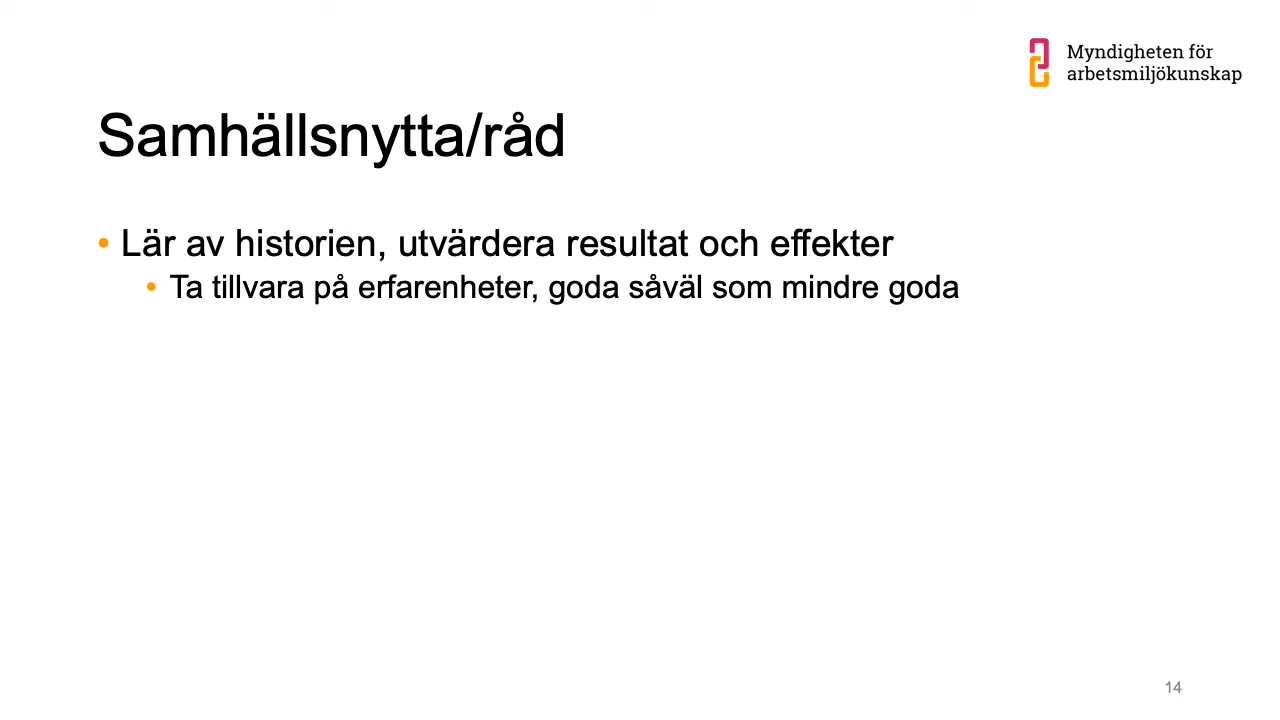 Myndigheten för
arbetsmiljökunskap
Samhällsnytta/råd
• Lär av historien, utvärdera resultat och effekter
• Ta tillvara på erfarenheter, goda såväl som mindre goda
14